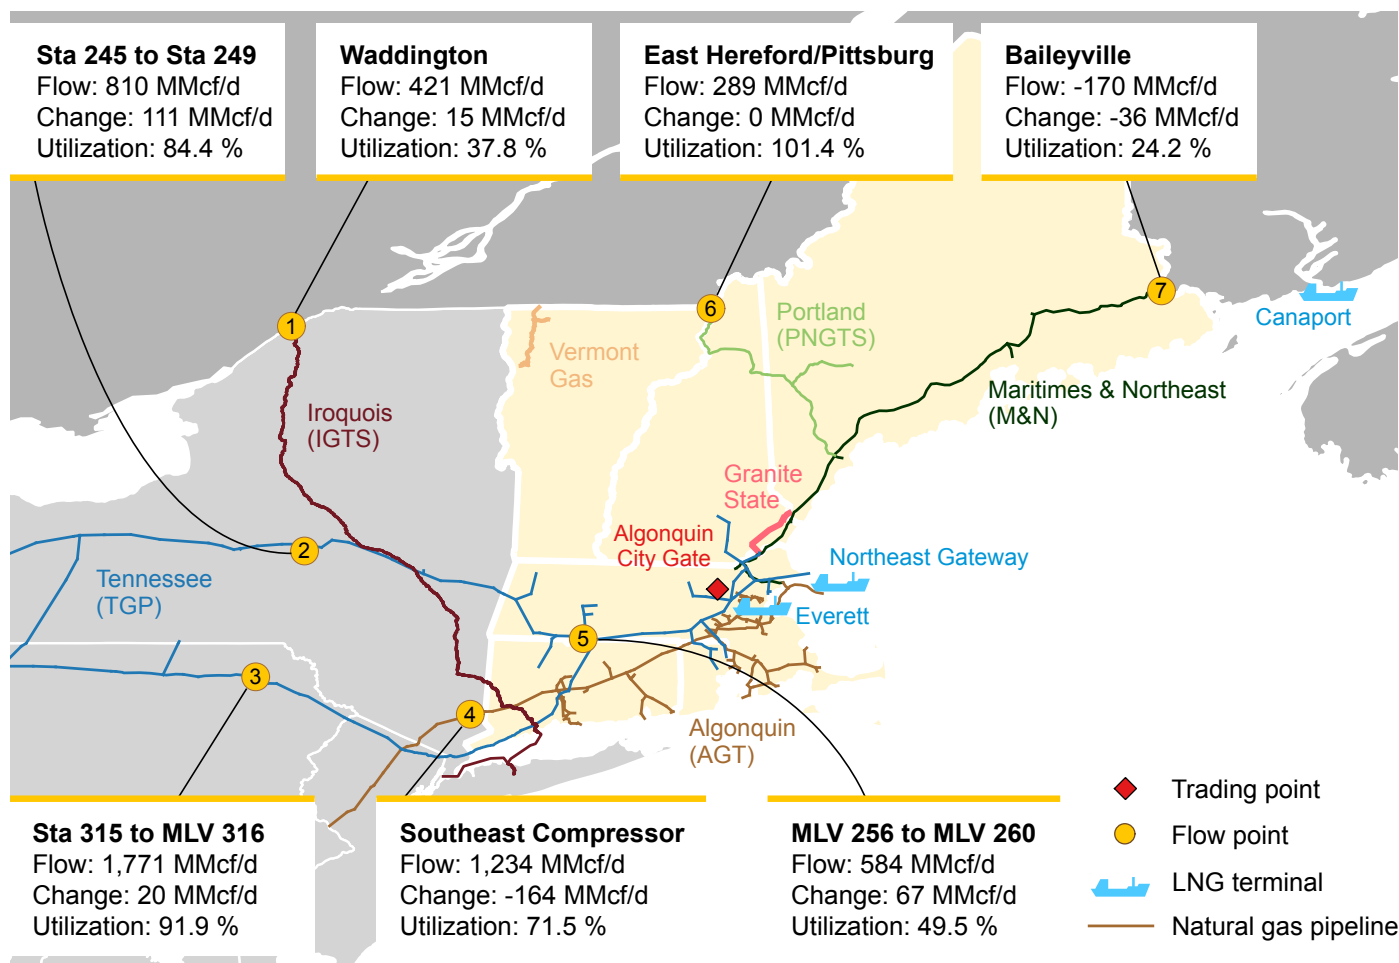 Sta 245 to Sta 249
Flow: 810 MMcf/d
Change: 111 MMcf/d
Utilization: 84.4 %
Waddington
Flow: 421 MMcf/d
Change: 15 MMcf/d
Utilization: 37.8 %
East Hereford/Pittsburg
Flow: 289 MMcf/d
Change: 0 MMcf/d
Utilization: 101.4 %
Baileyville
Flow: -170 MMcf/d
Change: -36 MMcf/d
Utilization: 24.2 %
1
6
7
Canaport
Portland
(PNGTS)
Vermont
Gas
Maritimes & Northeast
(M&N)
Iroquois
(IGTS)
Granite
State
Algonquin
City Gate
2
Northeast Gateway
Tennessee
(TGP)
Everett
5
3
4
Algonquin
(AGT)
Sta 315 to MLV 316
Flow: 1,771 MMcf/d
Change: 20 MMcf/d
Utilization: 91.9 %
Southeast Compressor
Flow: 1,234 MMcf/d
Change: -164 MMcf/d
Utilization: 71.5 %
MLV 256 to MLV 260
Flow: 584 MMcf/d
Change: 67 MMcf/d
Utilization: 49.5 %
Trading point
Flow point
LNG terminal
Natural gas pipeline